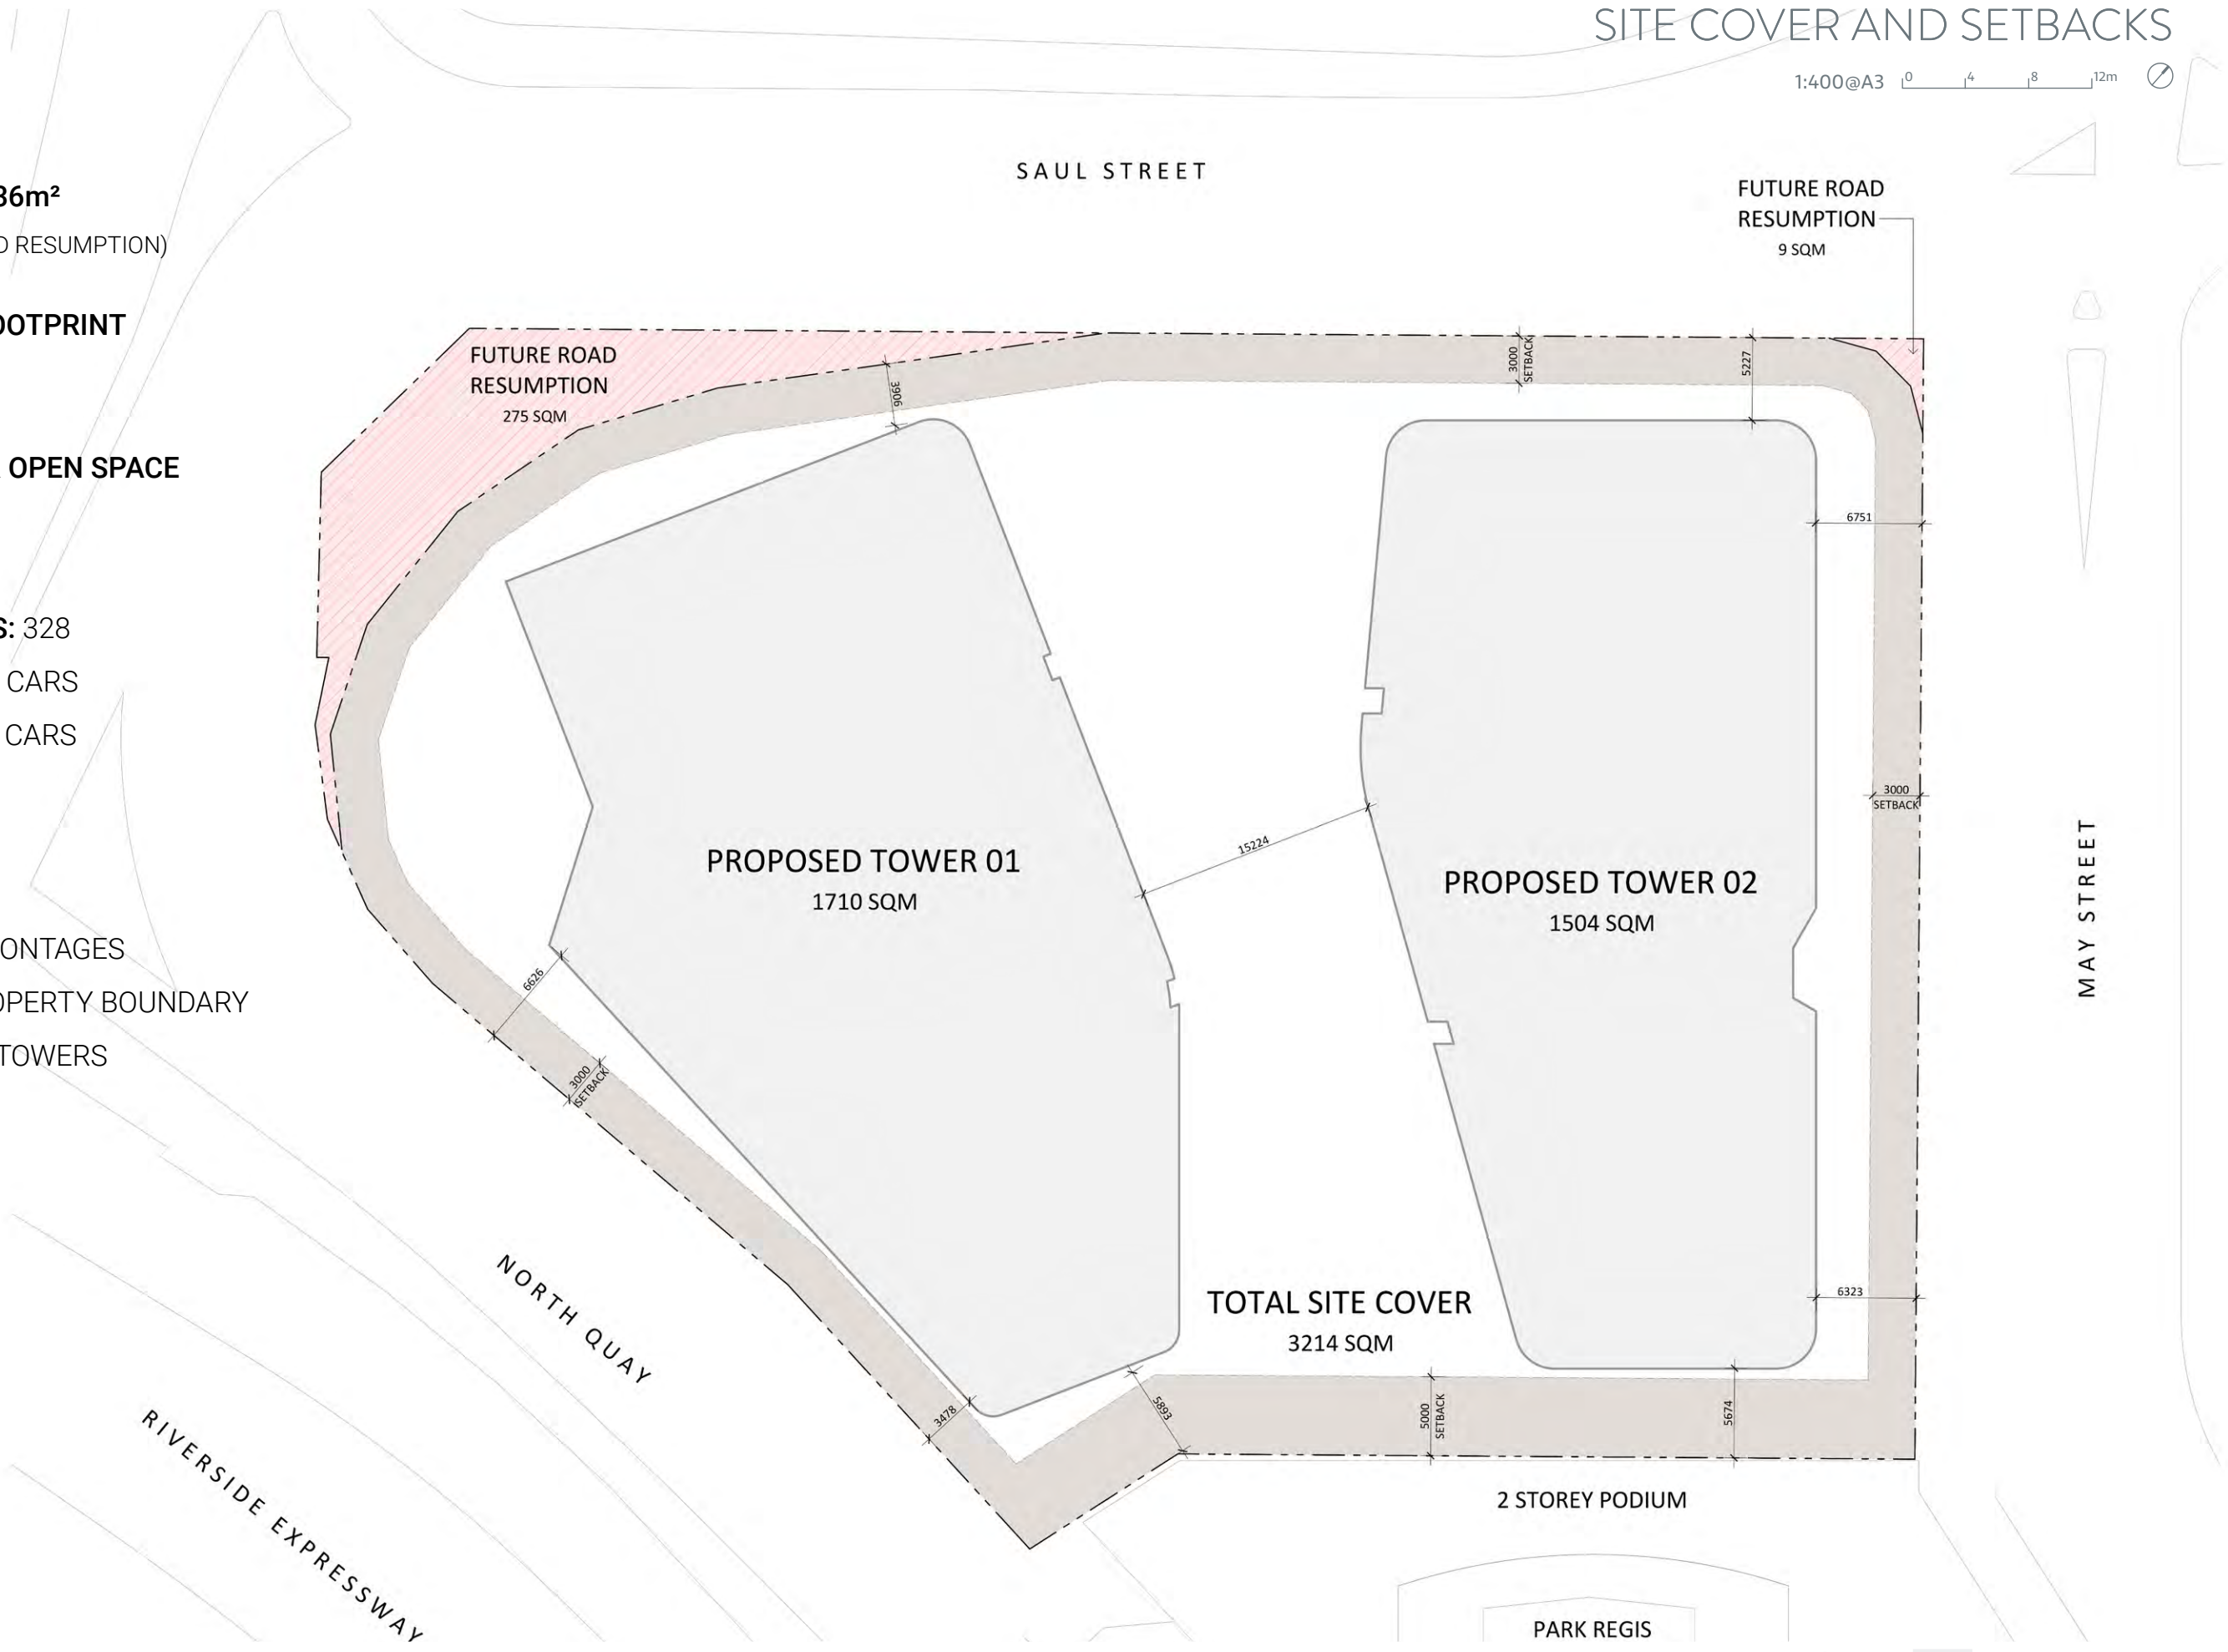 SITE COVER AND SETBACKS
1:400@A3
0 4 8 12m
SAUL STREET
FUTURE ROAD
RESUMPTION
9 SQM
36m²
RESUMPTION)
OPEN SPACE
328
CARS
CARS
BOUNDARY
TOWERS
FUTURE ROAD
RESUMPTION
275 SQM
3906
3000
SETBACK
5227
6751
3000
SETBACK
15224
PROPOSED TOWER 01
1710 SQM
PROPOSED TOWER 02
1504 SQM
MAY STREET
6626
3000
SETBACK
NORTH QUAY
TOTAL SITE COVER
3214 SQM
6323
3478
5893
5000
SETBACK
5674
RIVERSIDE EXPRESSWAY
2 STOREY PODIUM
PARK REGIS